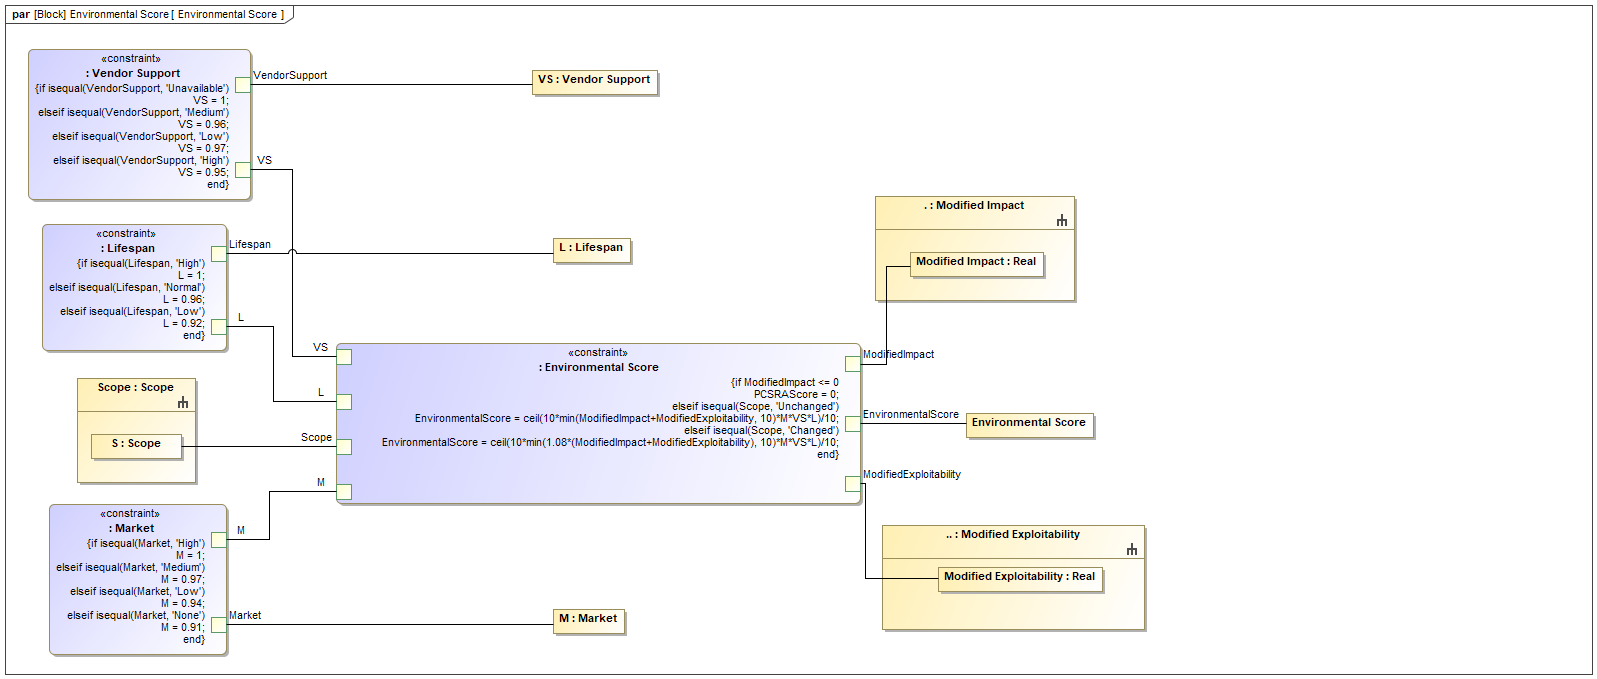 par [Block] Environmental Score [ Environmental Score ]
«constraint»
: Vendor Support
{if isequal(VendorSupport, 'Unavailable')
VS = 1;
elseif isequal(VendorSupport, 'Medium')
VS = 0.96;
elseif isequal(VendorSupport, 'Low')
VS = 0.97;
elseif isequal(VendorSupport, 'High')
VS = 0.95;
end}
VendorSupport
VS
VS : Vendor Support
«constraint»
: Lifespan
{if isequal(Lifespan, 'High')
L = 1;
elseif isequal(Lifespan, 'Normal')
L = 0.96;
elseif isequal(Lifespan, 'Low')
L = 0.92;
end}
Lifespan
L
L : Lifespan
Scope : Scope
S : Scope
«constraint»
: Market
{if isequal(Market, 'High')
M = 1;
elseif isequal(Market, 'Medium')
M = 0.97;
elseif isequal(Market, 'Low')
M = 0.94;
elseif isequal(Market, 'None')
M = 0.91;
end}
M
Market
M : Market
VS
L
Scope
M
«constraint»
: Environmental Score
{if ModifiedImpact <= 0
PCSRAScore = 0;
elseif isequal(Scope, 'Unchanged')
EnvironmentalScore = ceil(10*min(ModifiedImpact+ModifiedExploitability, 10)*M*VS*L)/10;
elseif isequal(Scope, 'Changed')
EnvironmentalScore = ceil(10*min(1.08*(ModifiedImpact+ModifiedExploitability), 10)*M*VS*L)/10;
end}
ModifiedImpact
EnvironmentalScore
ModifiedExploitability
. : Modified Impact
Modified Impact : Real
Environmental Score
.. : Modified Exploitability
Modified Exploitability : Real